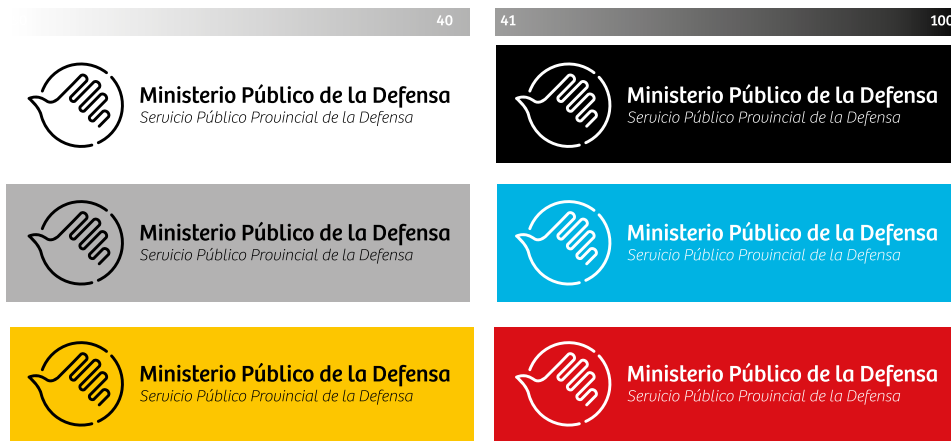 40
41
100
Ministerio Público de la Defensa
Servicio Público Provincial de la Defensa
Ministerio Público de la Defensa
Servicio Público Provincial de la Defensa
Ministerio Público de la Defensa
Servicio Público Provincial de la Defensa
Ministerio Público de la Defensa
Servicio Público Provincial de la Defensa
Ministerio Público de la Defensa
Servicio Público Provincial de la Defensa
Ministerio Público de la Defensa
Servicio Público Provincial de la Defensa